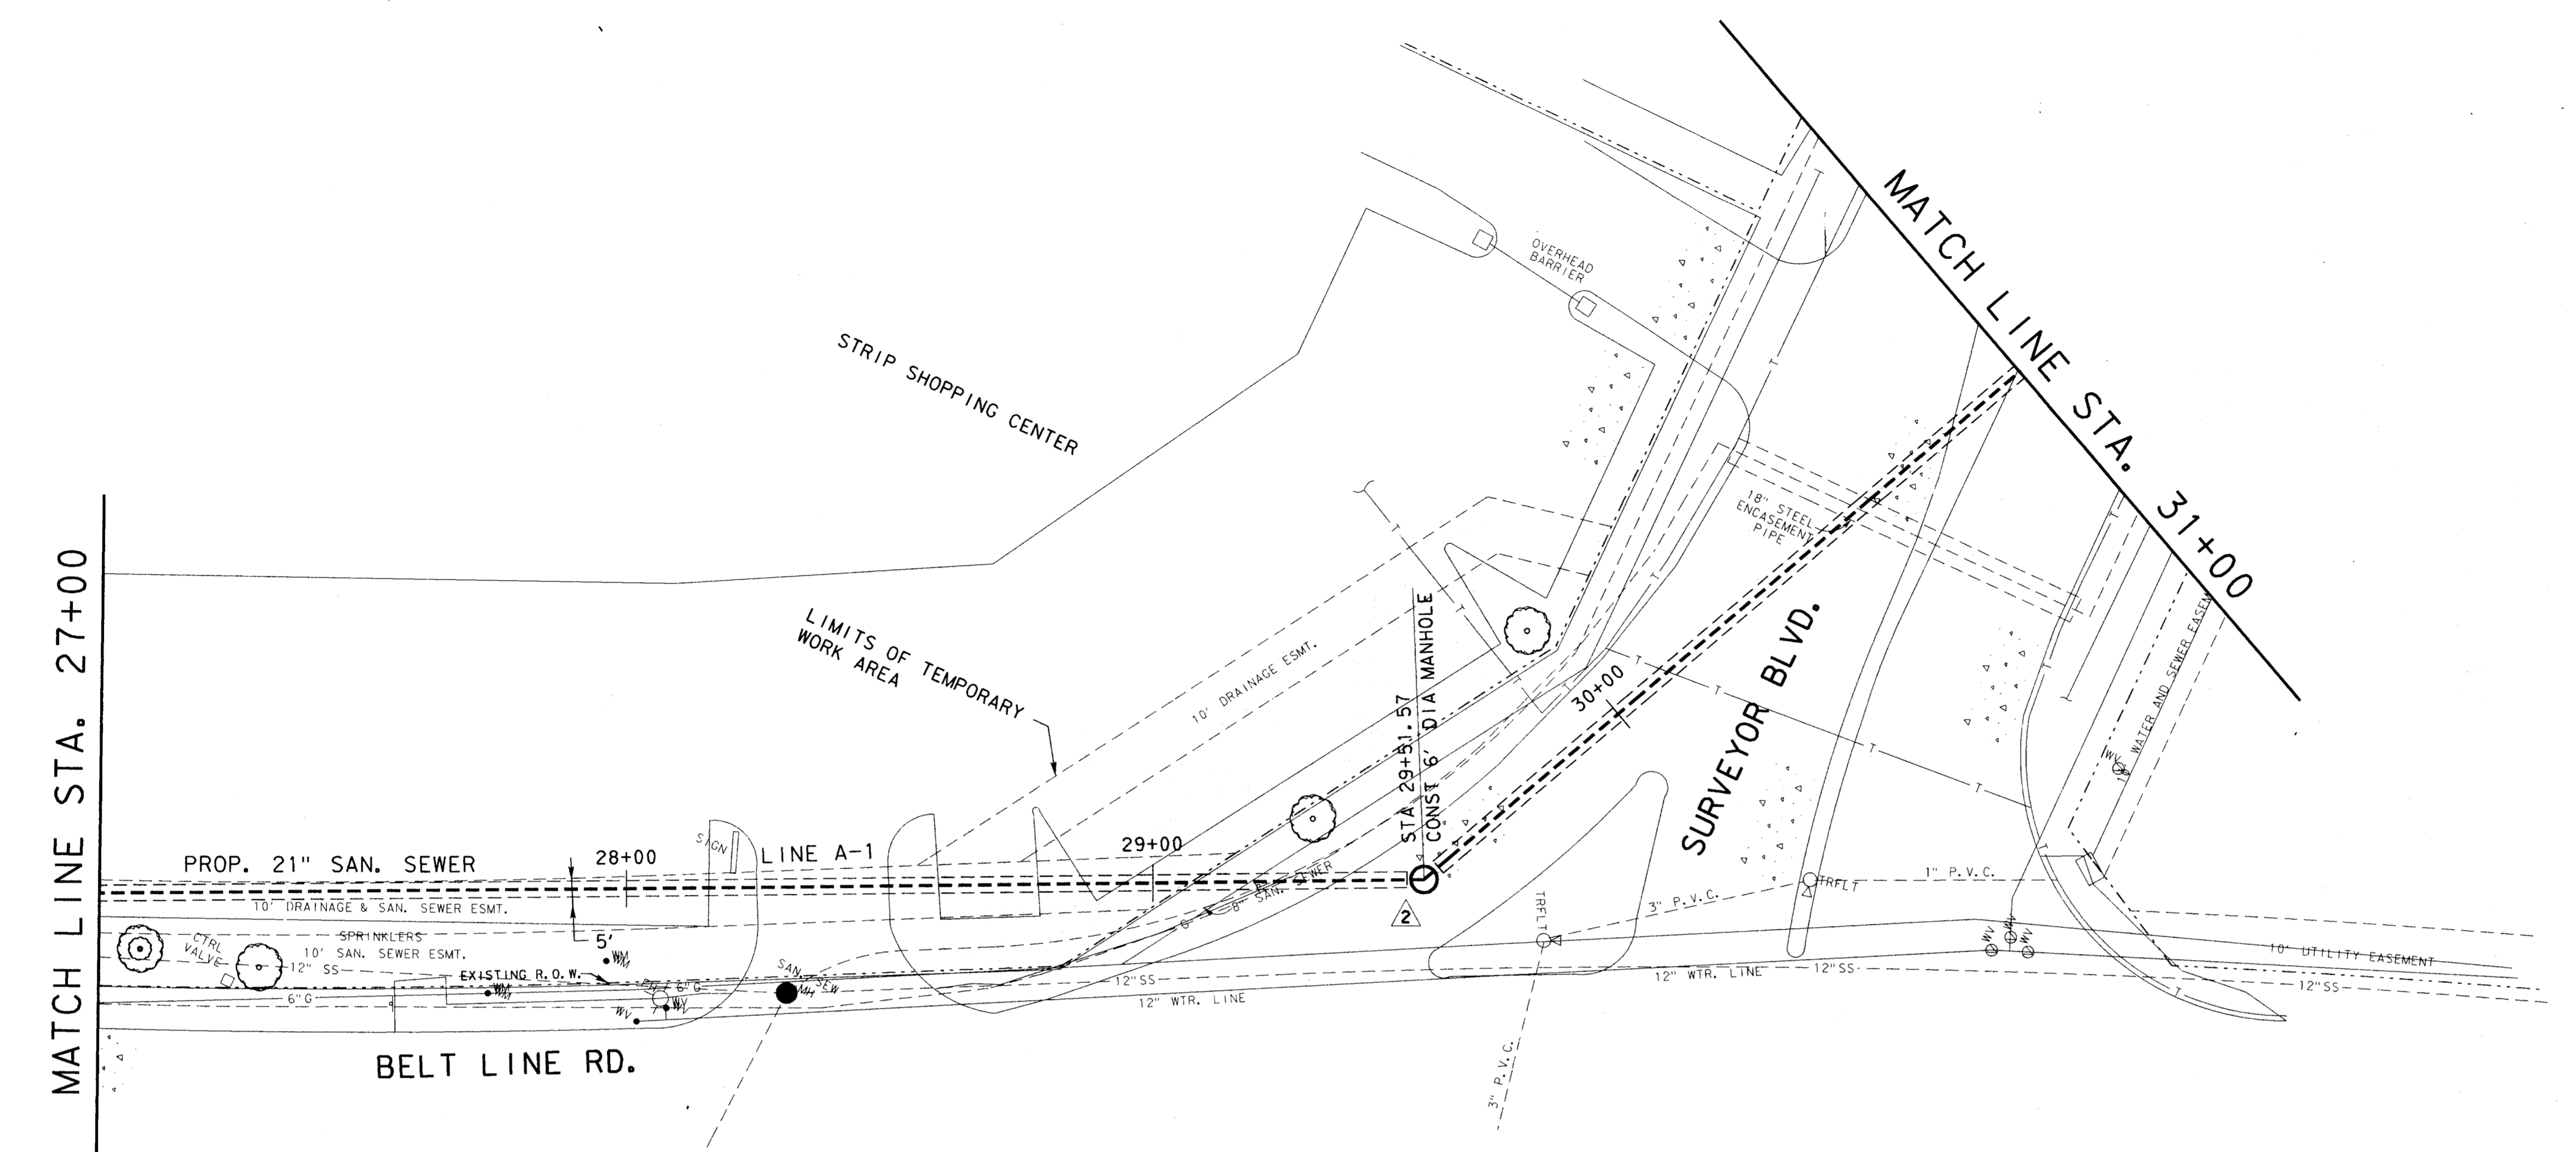 MATCH LINE STA. 27+00
MATCH LINE STA. 31+00
OVERHEAD
BARRIER
STRIP SHOPPING CENTER
18"
STEEL
ENCASEMENT
PIPE
LIMITS OF TEMPORARY
WORK AREA
10' DRAINAGE ESMT.
STA 29+51.57
CONST 6' DIA MANHOLE
30+00
SURVEYOR BLVD.
WATER AND SEWER EASEM
WV
PROP. 21" SAN. SEWER
28+00
SIGN
LINE A-1
29+00
10' DRAINAGE & SAN. SEWER ESMT.
5'
8" SAN. SEWER
G
2
TRFLT
3" P.V.C.
TRFLT
1" P.V.C.
CTRL
VALVE
SPRINKLERS
10' SAN. SEWER ESMT.
12" SS
EXISTING R.O.W.
WM
WM
6"G
6"G
WV
WV
SAN. SEW
MH
12"SS
12" WTR. LINE
12" WTR. LINE
12"SS
WV
WV
WV
10' UTILITY EASEMENT
12"SS
3" P.V.C.
BELT LINE RD.
T
T
T
T
T
T
T
T
T
T
T
T
T